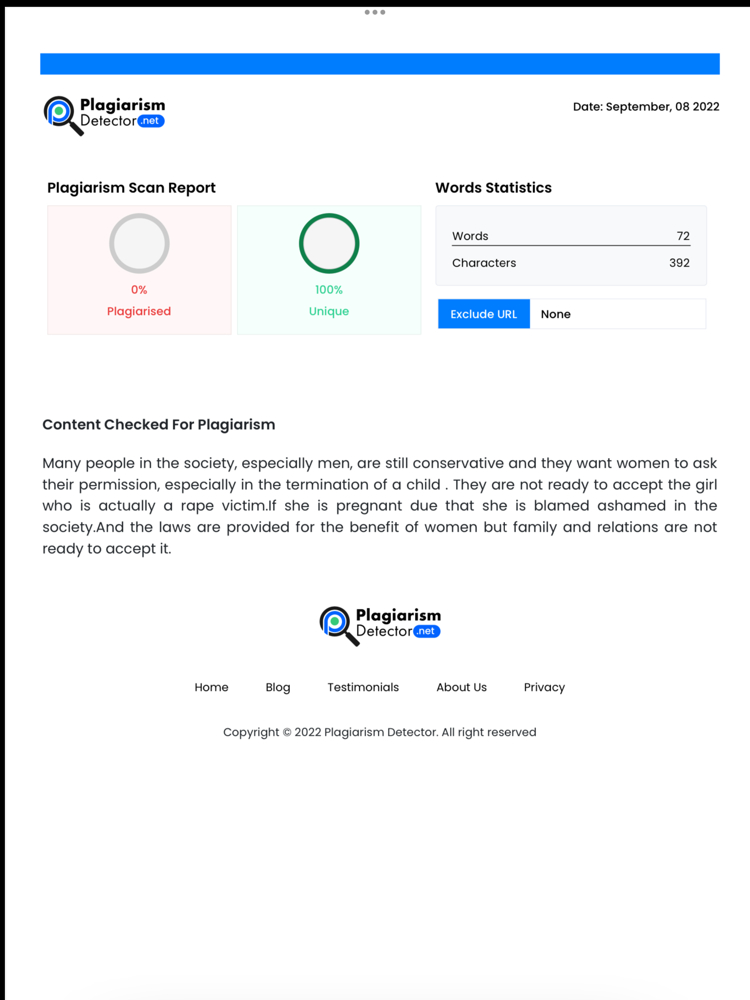 Plagiarism
Detector.net
Date: September, 08 2022
Plagiarism Scan Report
Words Statistics
0%
Plagiarised
100%
Unique
Words 72
Characters 392
Exclude URL None
Content Checked For Plagiarism
Many people in the society, especially men, are still conservative and they want women to ask
their permission, especially in the termination of a child . They are not ready to accept the girl
who is actually a rape victim.If she is pregnant due that she is blamed ashamed in the
society.And the laws are provided for the benefit of women but family and relations are not
ready to accept it.
Plagiarism
Detector.net
Home Blog Testimonials About Us Privacy
Copyright © 2022 Plagiarism Detector. All right reserved